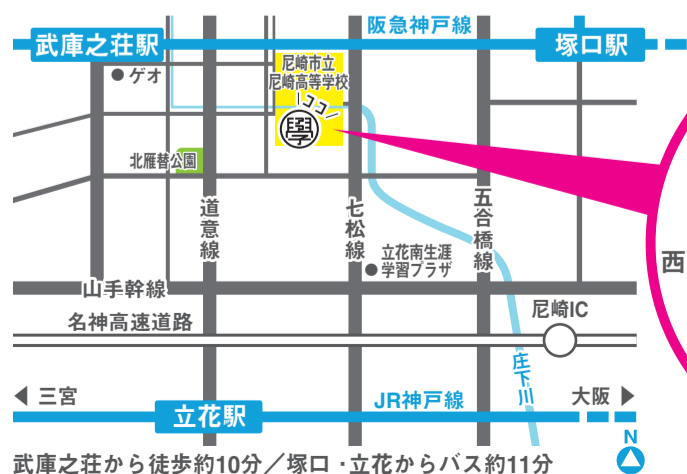 阪急神戸線
武庫之荘駅
塚口駅
尼崎市立
尼崎高等学校
ゲオ
ココ
學
北雁替公園
道意線
七松線
五合橋線
立花南生涯
学習プラザ
西
山手幹線
尼崎IC
名神高速道路
庄下川
三宮
JR神戸線
大阪
立花駅
N
武庫之荘から徒歩約10分／塚口・立花からバス約11分